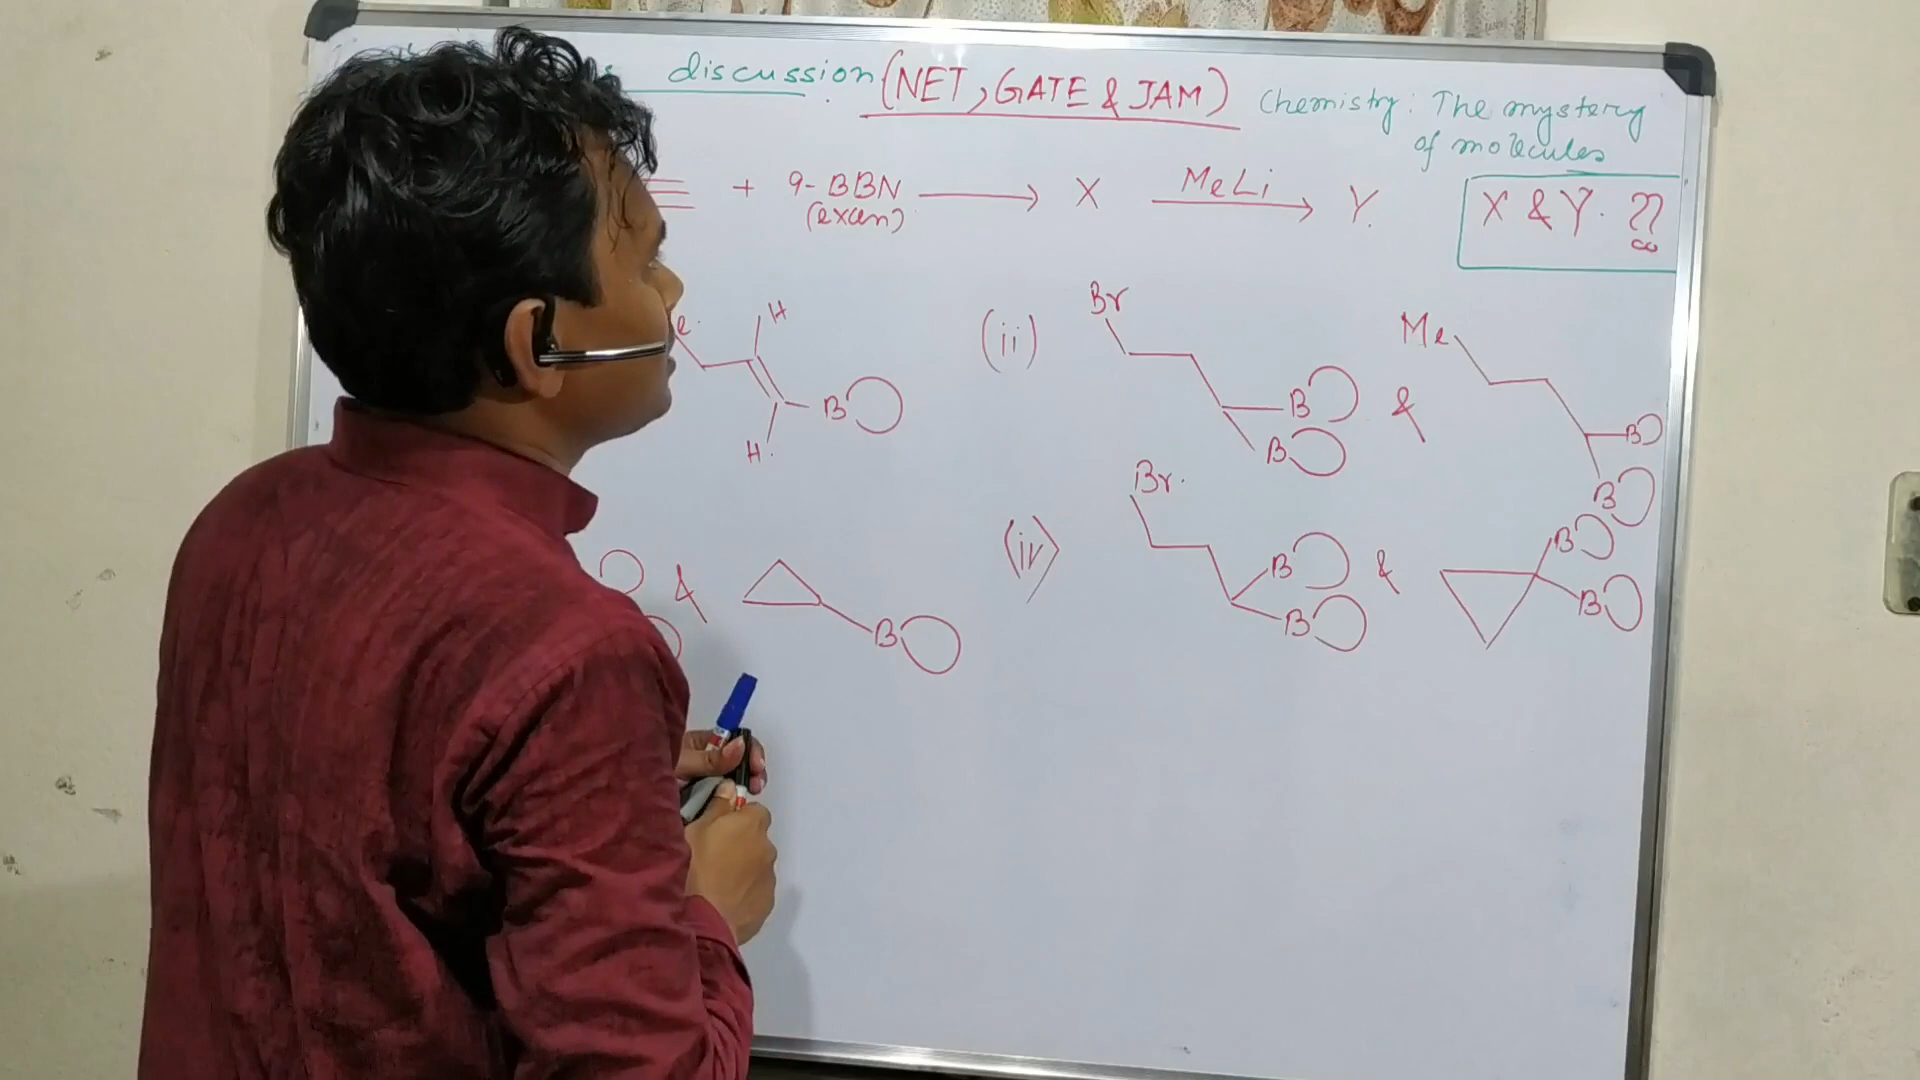 discussion (NET, GATE & JAM) Chemistry: The mystery
of molecules
+ 9-BBN → X MeLi → Y. X & Y. ??
(excess)
H
B
H.
(ii) Br
B
B
&
Me
B
B
&
B
(iv) Br.
B
B
&
B
B